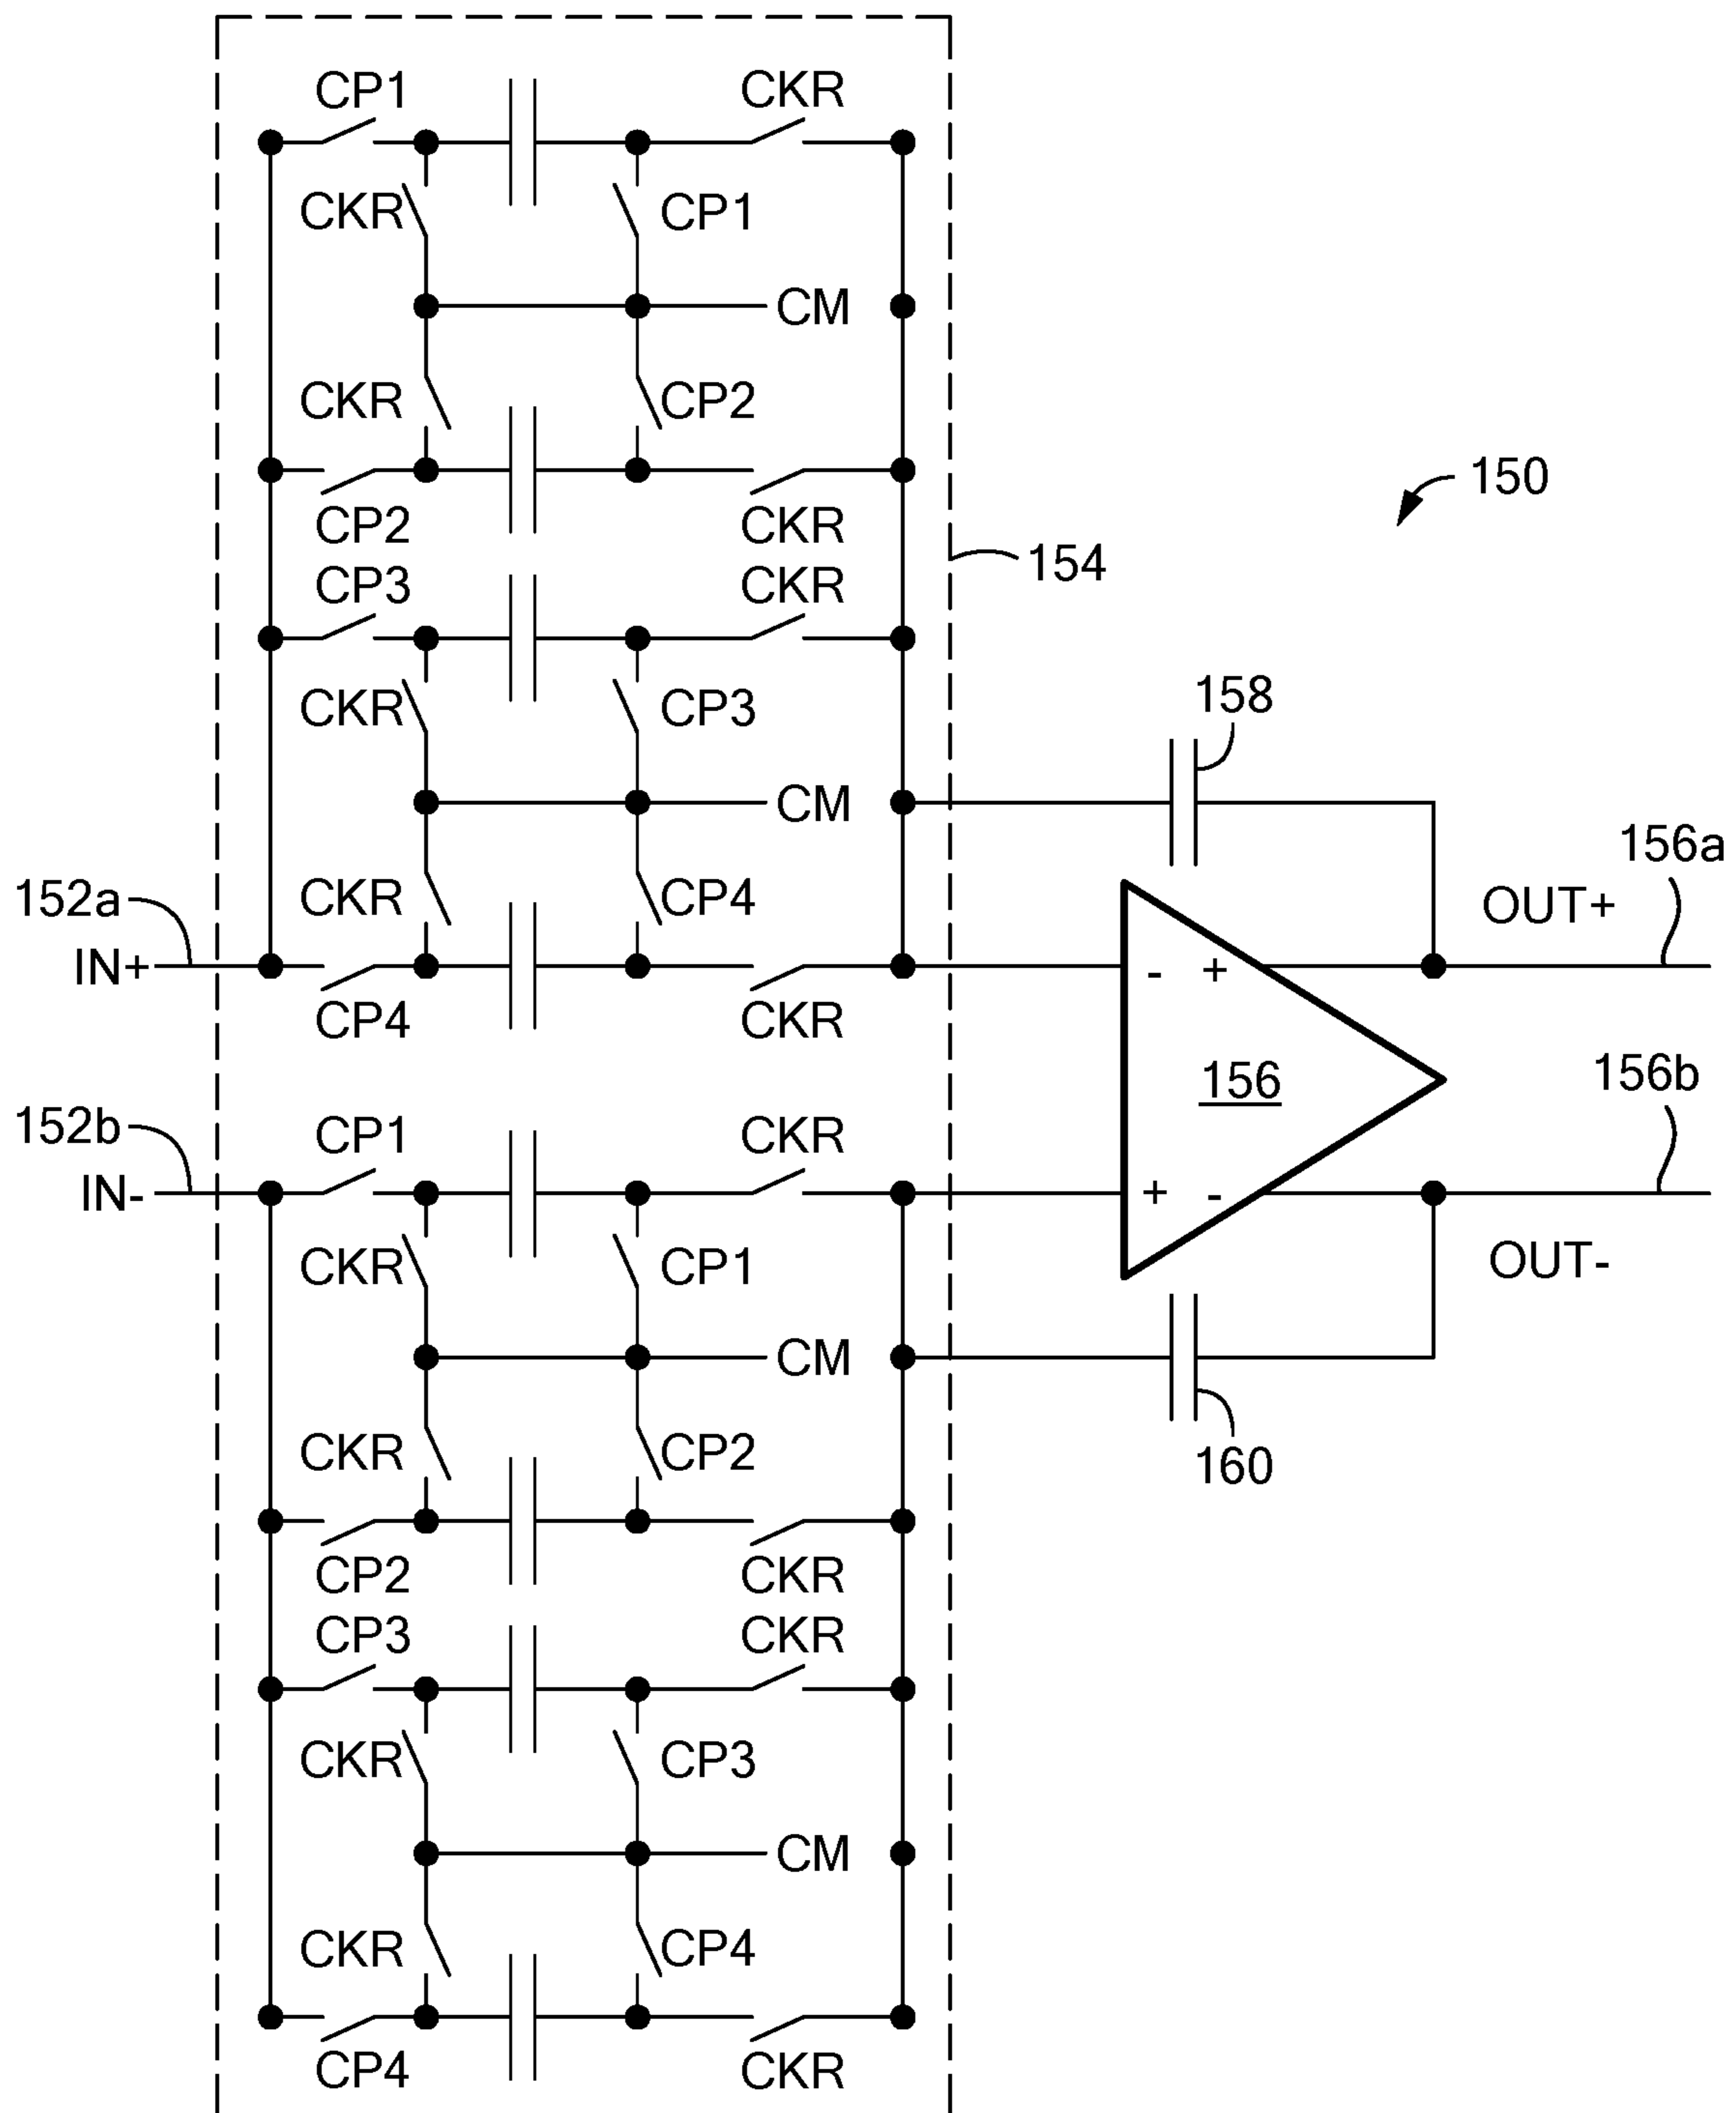 CP1 CKR
CKR CP1
CM
CKR CP2
CP2 CKR
150
154
CP3 CKR
CKR CP3
158
CM
156a
CKR CP4
152a
OUT+
IN+
- +
CP4 CKR
156
156b
152b
CP1 CKR
IN-
+ -
CKR CP1
OUT-
CM
CKR CP2
160
CP2 CKR
CP3 CKR
CKR CP3
CM
CKR CP4
CP4 CKR